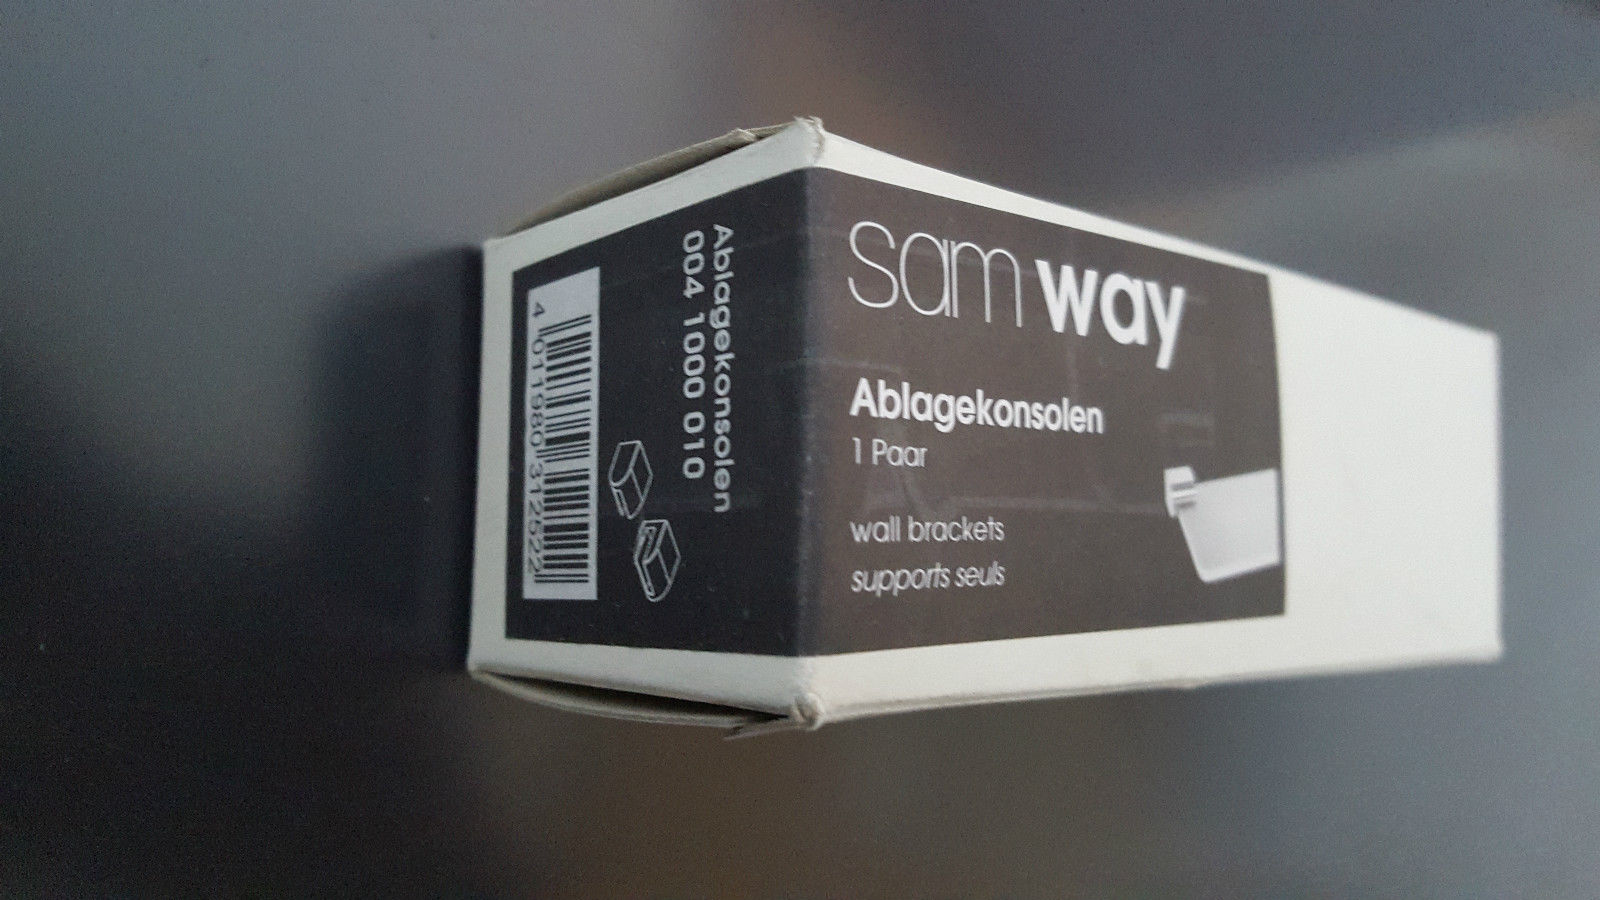 sam way
Ablagekonsolen
1 Paar
wall brackets
supports seuls
Ablagekonsolen
004 1000 010
4 011980 312522